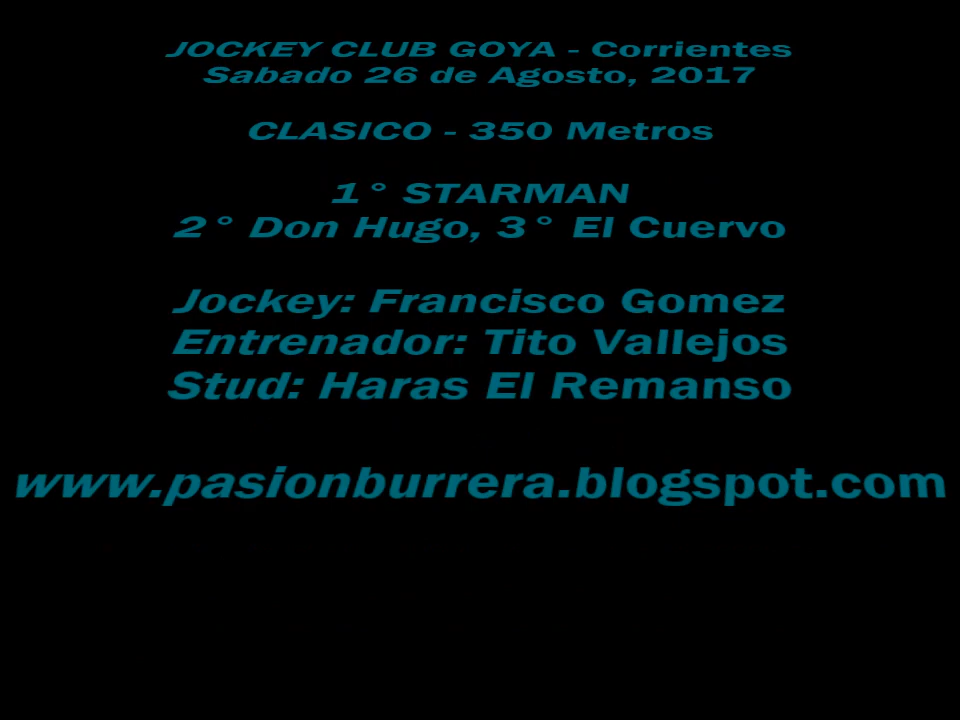 JOCKEY CLUB GOYA - Corrientes
Sabado 26 de Agosto, 2017
CLASICO - 350 Metros
1° STARMAN
2° Don Hugo, 3° El Cuervo
Jockey: Francisco Gomez
Entrenador: Tito Vallejos
Stud: Haras El Remanso
www.pasionburrera.blogspot.com